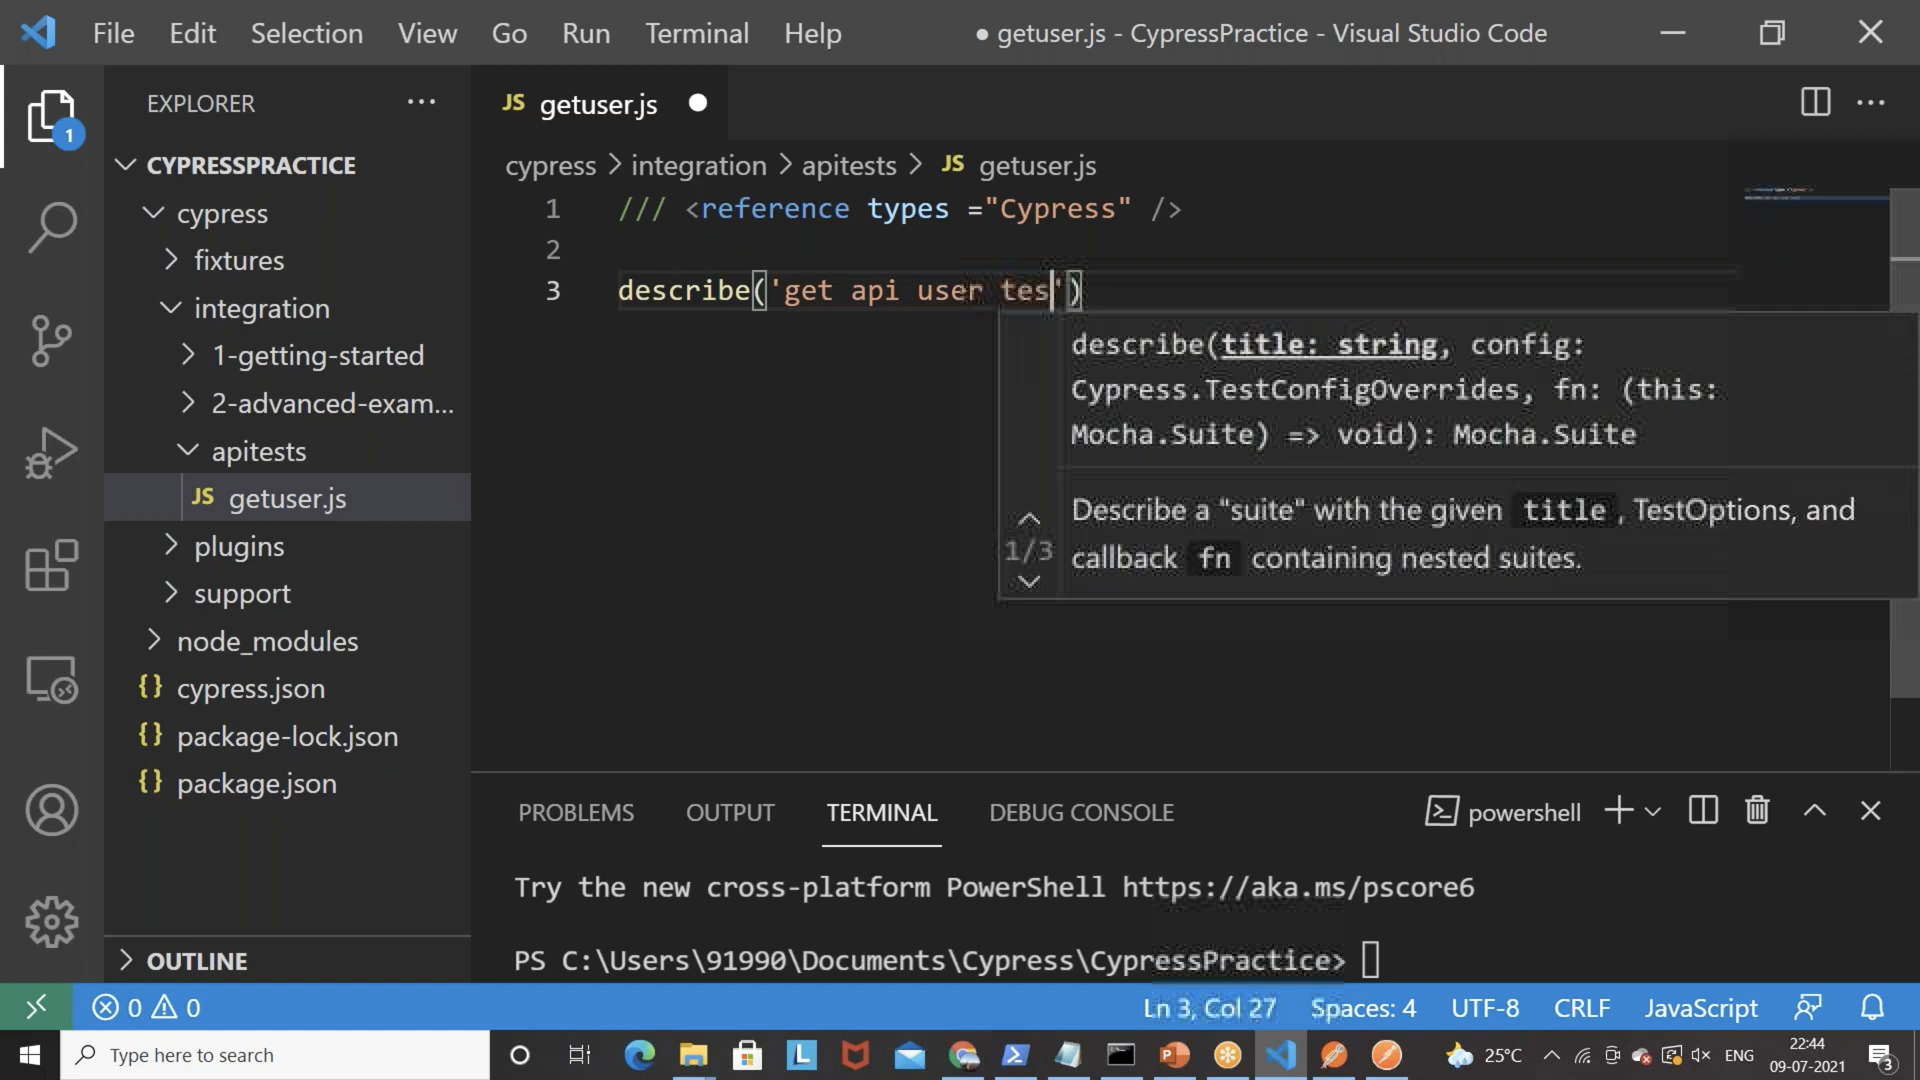 File Edit Selection View Go Run Terminal Help ● getuser.js - CypressPractice - Visual Studio Code
EXPLORER ...
JS getuser.js
1
CYPRESSPRACTICE
cypress > integration > apitests > JS getuser.js
cypress
1 /// <reference types ="Cypress" />
fixtures
2
integration
3 describe('get api user tes')
1-getting-started
2-advanced-exam...
apitests
JS getuser.js
plugins
support
node_modules
{} cypress.json
{} package-lock.json
{} package.json
describe(title: string, config:
Cypress.TestConfigOverrides, fn: (this:
Mocha.Suite) => void): Mocha.Suite
1/3
Describe a "suite" with the given title, TestOptions, and
callback fn containing nested suites.
PROBLEMS OUTPUT TERMINAL DEBUG CONSOLE powershell
Try the new cross-platform PowerShell https://aka.ms/pscore6
PS C:\Users\91990\Documents\Cypress\CypressPractice>
OUTLINE
0 0 Ln 3, Col 27 Spaces: 4 UTF-8 CRLF JavaScript
Type here to search
L
25°C ENG
22:44
09-07-2021
3